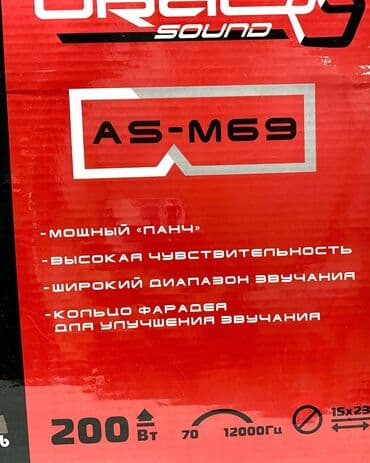 SOUND
AS-M69
-МОЩНЫЙ «ПАНЧ»
-ВЫСОКАЯ ЧУВСТВИТЕЛЬНОСТЬ
-ШИРОКИЙ ДИАПАЗОН ЗВУЧАНИЯ
-КОЛЬЦО ФАРАДЕЯ
ДЛЯ УЛУЧШЕНИЯ ЗВУЧАНИЯ
200 Вт 70 12000Гц 15x23